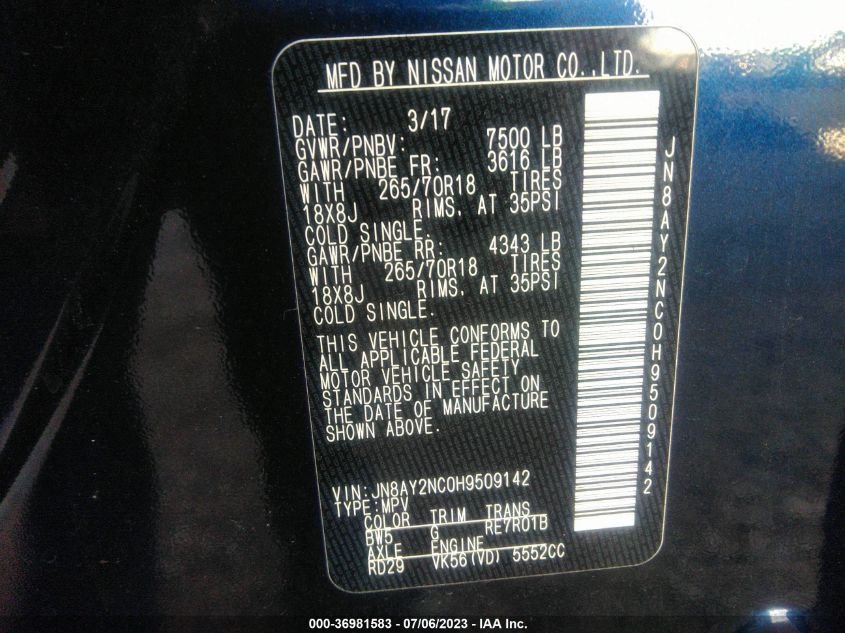 MFD BY NISSAN MOTOR CO.,LTD.
DATE: 3/17
GVWR/PNBV: 7500 LB
GAWR/PNBE FR: 3616 LB
WITH 265/70R18 TIRES
18X8J RIMS, AT 35PSI
COLD SINGLE.
GAWR/PNBE RR: 4343 LB
WITH 265/70R18 TIRES
18X8J RIMS, AT 35PSI
COLD SINGLE.
THIS VEHICLE CONFORMS TO
ALL APPLICABLE FEDERAL
MOTOR VEHICLE SAFETY
STANDARDS IN EFFECT ON
THE DATE OF MANUFACTURE
SHOWN ABOVE.
VIN:JN8AY2NC0H9509142
TYPE:MPV
COLOR TRIM TRANS
BW5 G RE7R01B
AXLE ENGINE
RD29 VK56(VD) 5552CC
JN8AY2NC0H9509142
000-36981583 - 07/06/2023 - IAA Inc.